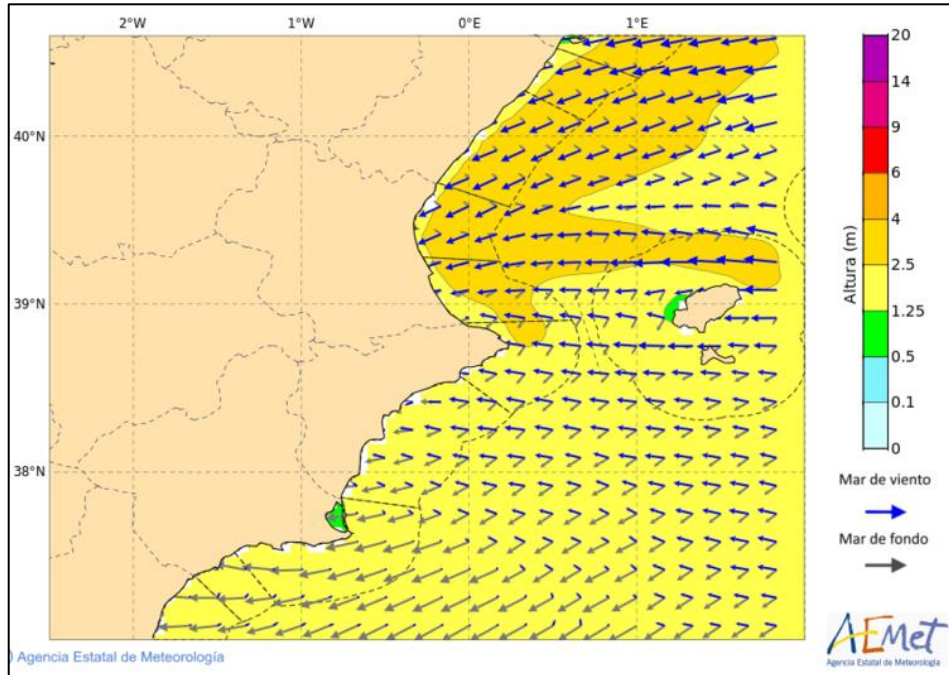 2°W 1°W 0°E 1°E
40°N
39°N
38°N
Altura (m)
20
14
9
6
4
2.5
1.25
0.5
0.1
0
Mar de viento
Mar de fondo
) Agencia Estatal de Meteorología
AEMet
Agencia Estatal de Meteorología